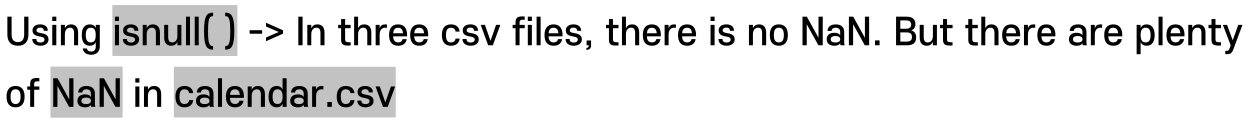 Using isnull( ) -> In three csv files, there is no NaN. But there are plenty
of NaN in calendar.csv